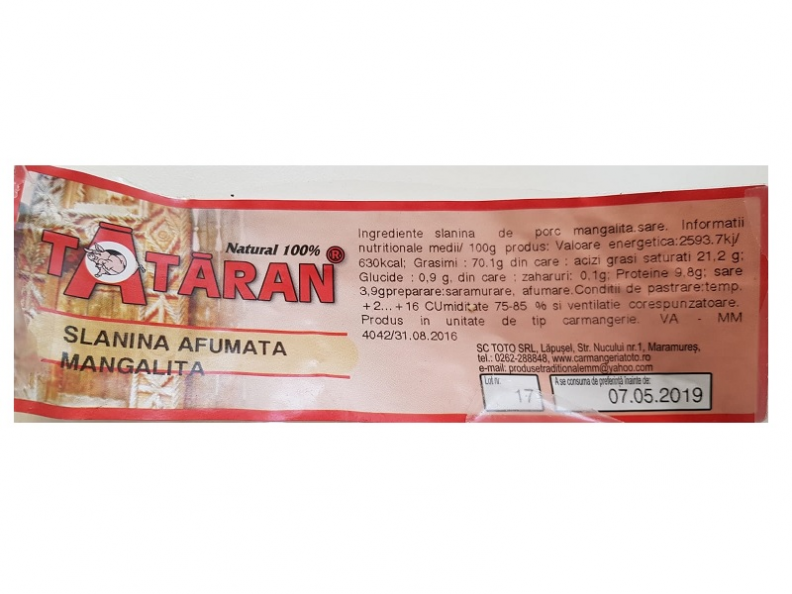 Natural 100%
TATĀRAN®
SLANINA AFUMATA
MANGALITA
Ingrediente slanina de porc mangalita.sare. Informatii
nutritionale medii/ 100g produs: Valoare energetica:2593.7kj/
630kcal; Grasimi : 70.1g din care : acizi grasi saturati 21,2 g;
Glucide : 0,9 g, din care : zaharuri: 0,1g; Proteine 9.8g; sare
3,9gpreparare:saramurare, afumare.Conditii de pastrare:temp.
+2...+16 CUmiditate 75-85 % si ventilatie corespunzatoare.
Produs in unitate de tip carmangerie. VA - MM
4042/31.08.2016
SC TOTO SRL, Lăpuşel, Str. Nucului nr.1, Maramureş,
tel.: 0262-288848, www.carmangeriatoto.ro
e-mail: produsetraditionalemm@yahoo.com
Lot nr. A se consuma de preferinţă înainte de:
17 07.05.2019